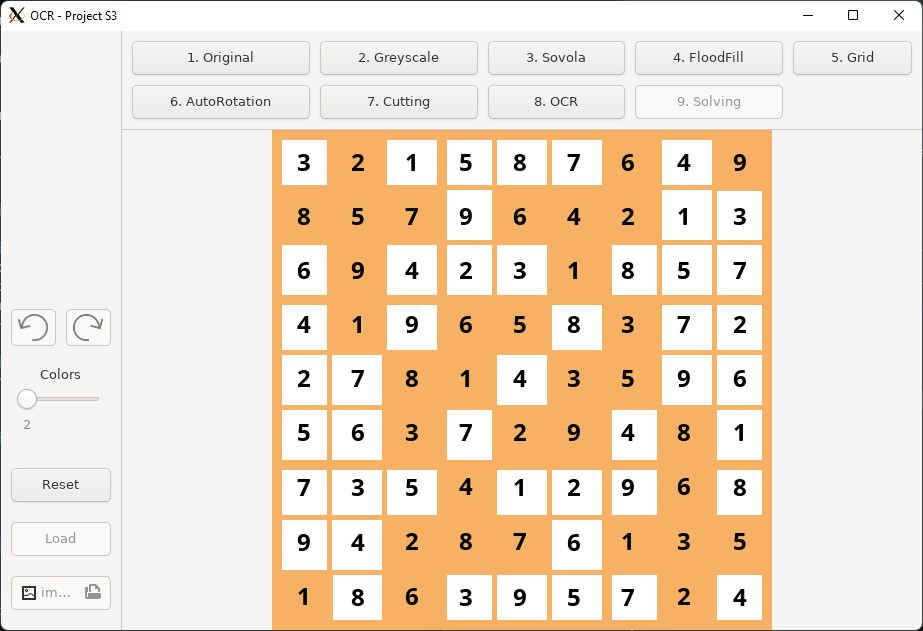 OCR - Project S3
1. Original 2. Greyscale 3. Sovola 4. FloodFill 5. Grid
6. AutoRotation 7. Cutting 8. OCR 9. Solving
3 2 1 5 8 7 6 4 9
8 5 7 9 6 4 2 1 3
6 9 4 2 3 1 8 5 7
4 1 9 6 5 8 3 7 2
2 7 8 1 4 3 5 9 6
5 6 3 7 2 9 4 8 1
7 3 5 4 1 2 9 6 8
9 4 2 8 7 6 1 3 5
1 8 6 3 9 5 7 2 4
Colors
2
Reset
Load
im...